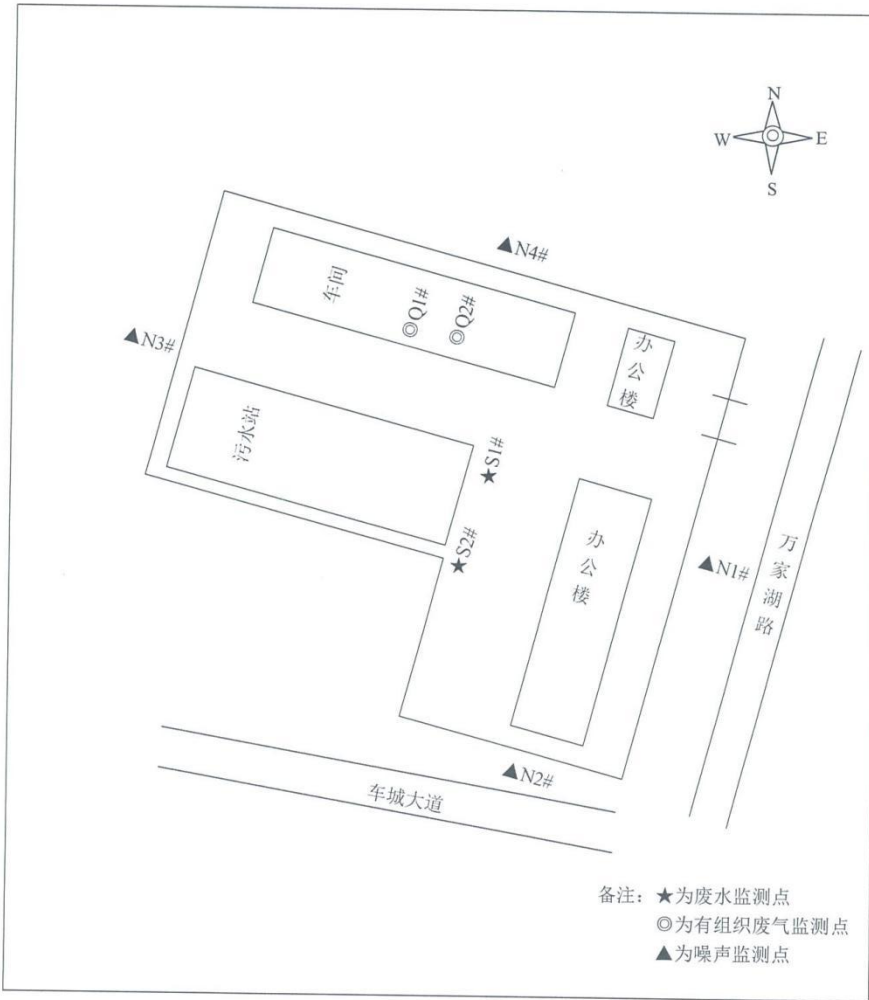 N
W
E
S
▲N4#
车间
◎Q1#
◎Q2#
▲N3#
办公楼
污水站
★S1#
★S2#
办公楼
▲N1#
万家湖路
▲N2#
车城大道
备注：★为废水监测点
◎为有组织废气监测点
▲为噪声监测点